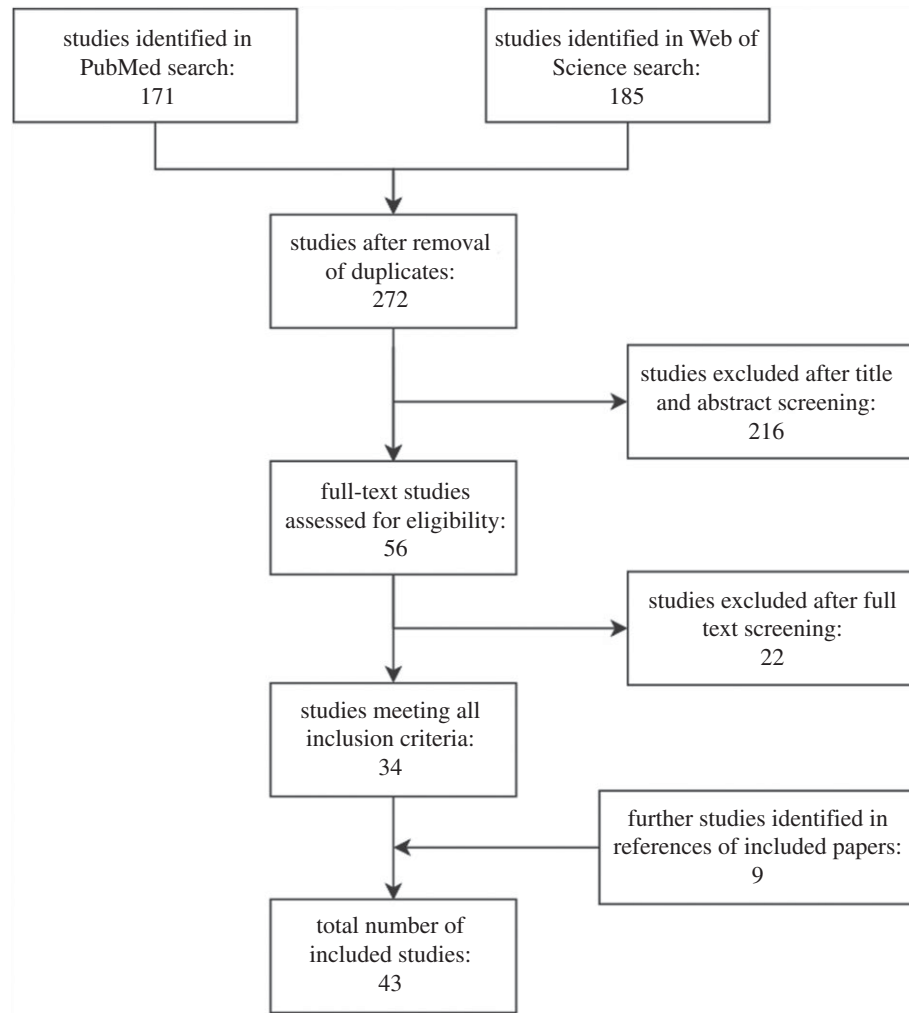 studies identified in
PubMed search:
171
studies identified in Web of
Science search:
185
studies after removal
of duplicates:
272
studies excluded after title
and abstract screening:
216
full-text studies
assessed for eligibility:
56
studies excluded after full
text screening:
22
studies meeting all
inclusion criteria:
34
further studies identified in
references of included papers:
9
total number of
included studies:
43